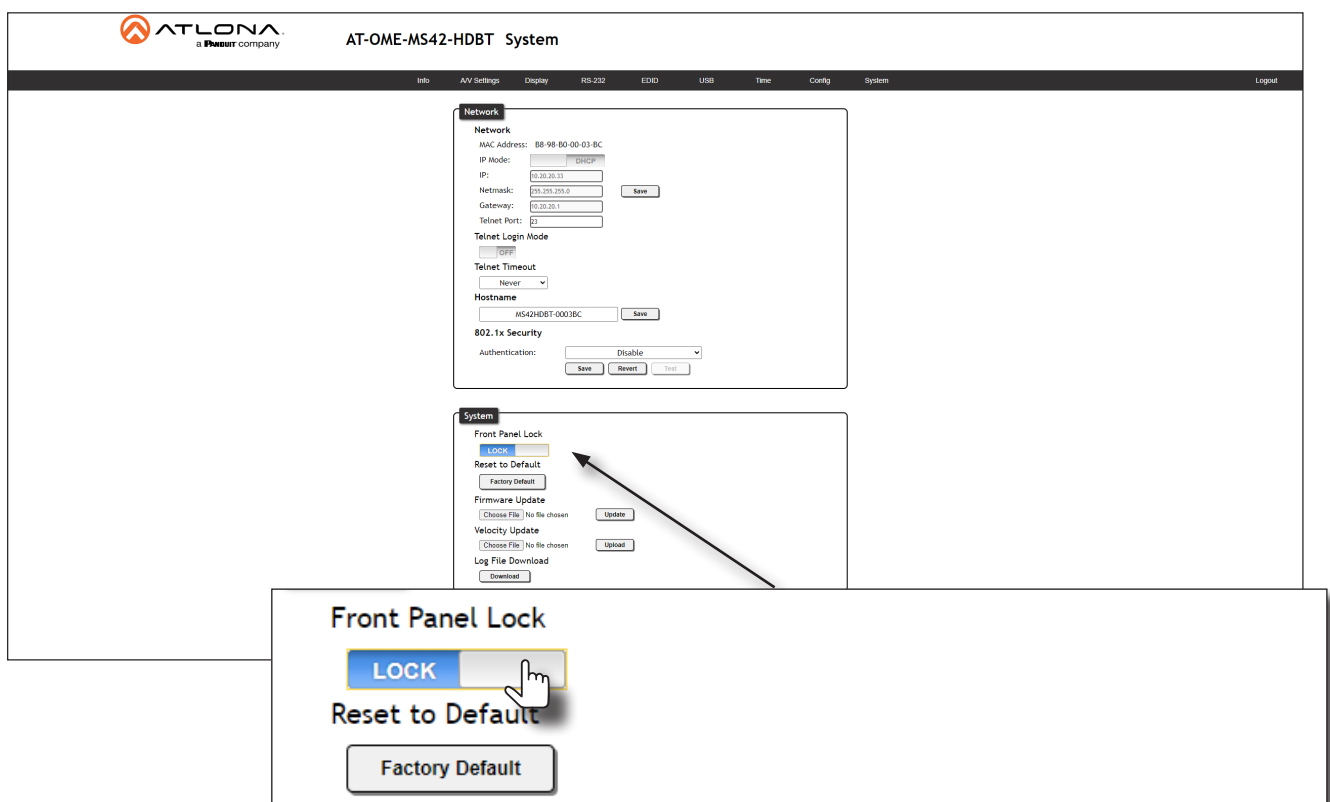 ATLONA.
a PANDUIT company
AT-OME-MS42-HDBT System
Info A/V Settings Display RS-232 EDID USB Time Config System Logout
Network
Network
MAC Address: B8-98-B0-00-03-BC
IP Mode: DHCP
IP: 10.20.20.33
Netmask: 255.255.255.0 Save
Gateway: 10.20.20.1
Telnet Port: 23
Telnet Login Mode
OFF
Telnet Timeout
Never
Hostname
MS42HDBT-0003BC Save
802.1x Security
Authentication: Disable
Save Revert Test
System
Front Panel Lock
LOCK
Reset to Default
Factory Default
Firmware Update
Choose File No file chosen Update
Velocity Update
Choose File No file chosen Upload
Log File Download
Download
Front Panel Lock
LOCK
Reset to Default
Factory Default